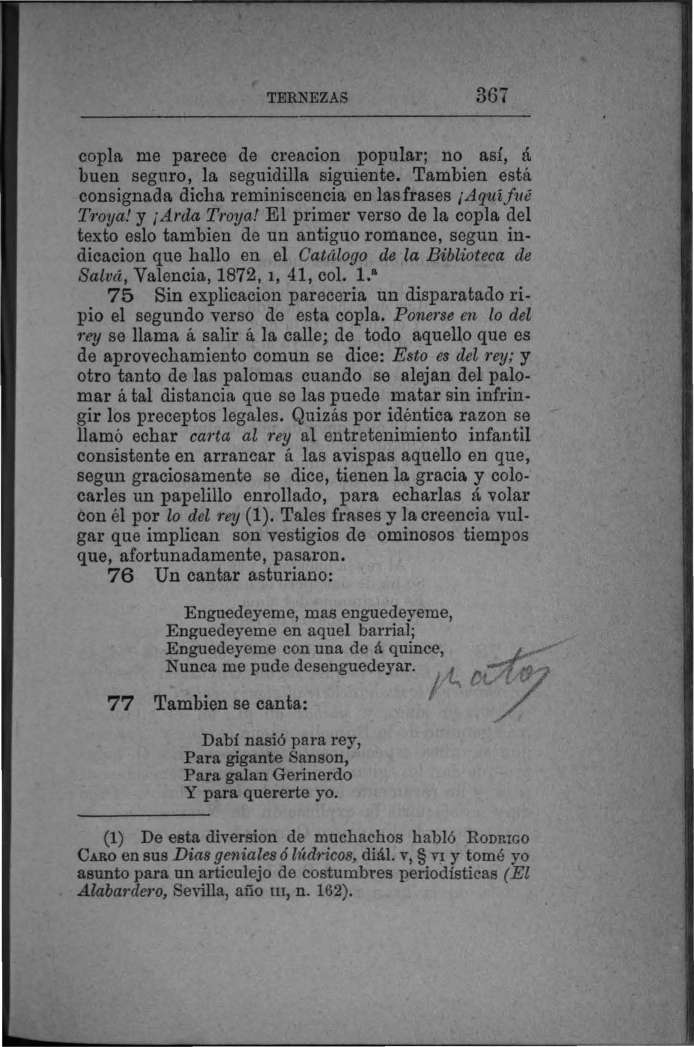 TERNEZAS 367
copla me parece de creacion popular; no así, á
buen seguro, la seguidilla siguiente. Tambien está
consignada dicha reminiscencia en las frases ¡Aquí fué
Troya! y ¡Arda Troya! El primer verso de la copla del
texto eslo tambien de un antiguo romance, segun in-
dicacion que hallo en el Catálogo de la Biblioteca de
Salvá, Valencia, 1872, I, 41, col. 1.ª
75 Sin explicacion pareceria un disparatado ri-
pio el segundo verso de esta copla. Ponerse en lo del
rey se llama á salir á la calle; de todo aquello que es
de aprovechamiento comun se dice: Esto es del rey; y
otro tanto de las palomas cuando se alejan del palo-
mar á tal distancia que se las puede matar sin infrin-
gir los preceptos legales. Quizás por idéntica razon se
llamó echar carta al rey al entretenimiento infantil
consistente en arrancar á las avispas aquello en que,
segun graciosamente se dice, tienen la gracia y colo-
carles un papelillo enrollado, para echarlas á volar
con él por lo del rey (1). Tales frases y la creencia vul-
gar que implican son vestigios de ominosos tiempos
que, afortunadamente, pasaron.
76 Un cantar asturiano:
Enguedeyeme, mas enguedeyeme,
Enguedeyeme en aquel barrial;
Enguedeyeme con una de á quince,
Nunca me pude desenguedeyar.
77 Tambien se canta:
Dabí nasió para rey,
Para gigante Sanson,
Para galan Gerinerdo
Y para quererte yo.
(1) De esta diversion de muchachos habló RODRIGO
CARO en sus Dias geniales ó lúdricos, diál. V, § VI y tomé yo
asunto para un articulejo de costumbres periodísticas (El
Alabardero, Sevilla, año III, n. 162).